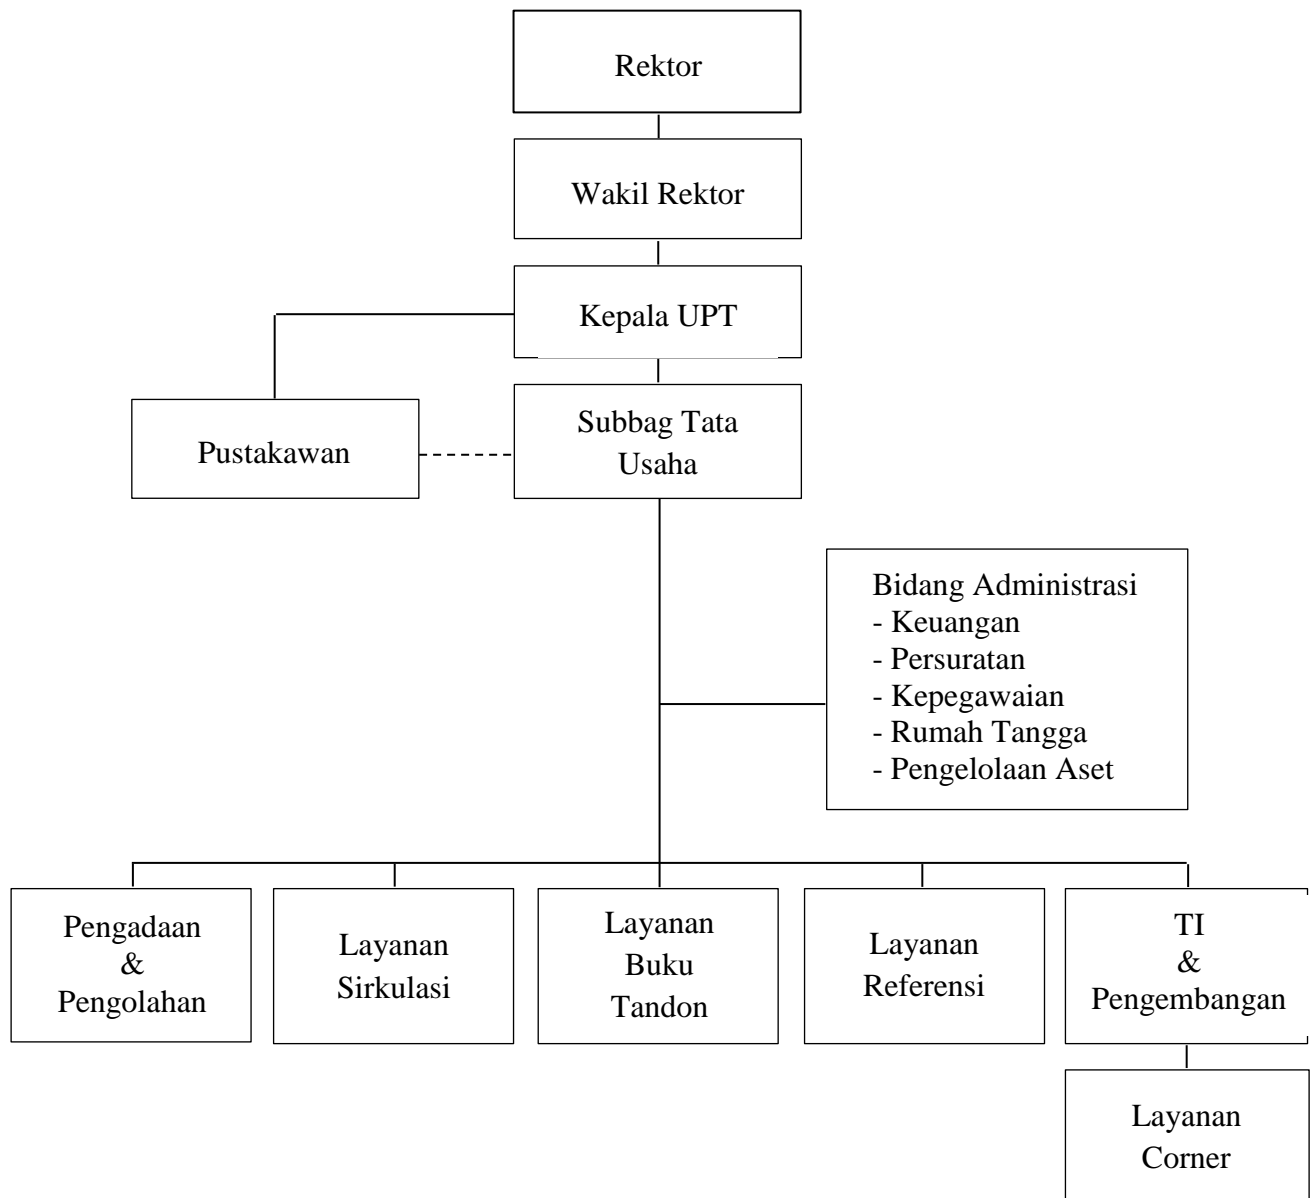 Rektor
Wakil Rektor
Kepala UPT
Subbag Tata
Usaha
Pustakawan
Bidang Administrasi
- Keuangan
- Persuratan
- Kepegawaian
- Rumah Tangga
- Pengelolaan Aset
Pengadaan
&
Pengolahan
Layanan
Sirkulasi
Layanan
Buku
Tandon
Layanan
Referensi
TI
&
Pengembangan
Layanan
Corner